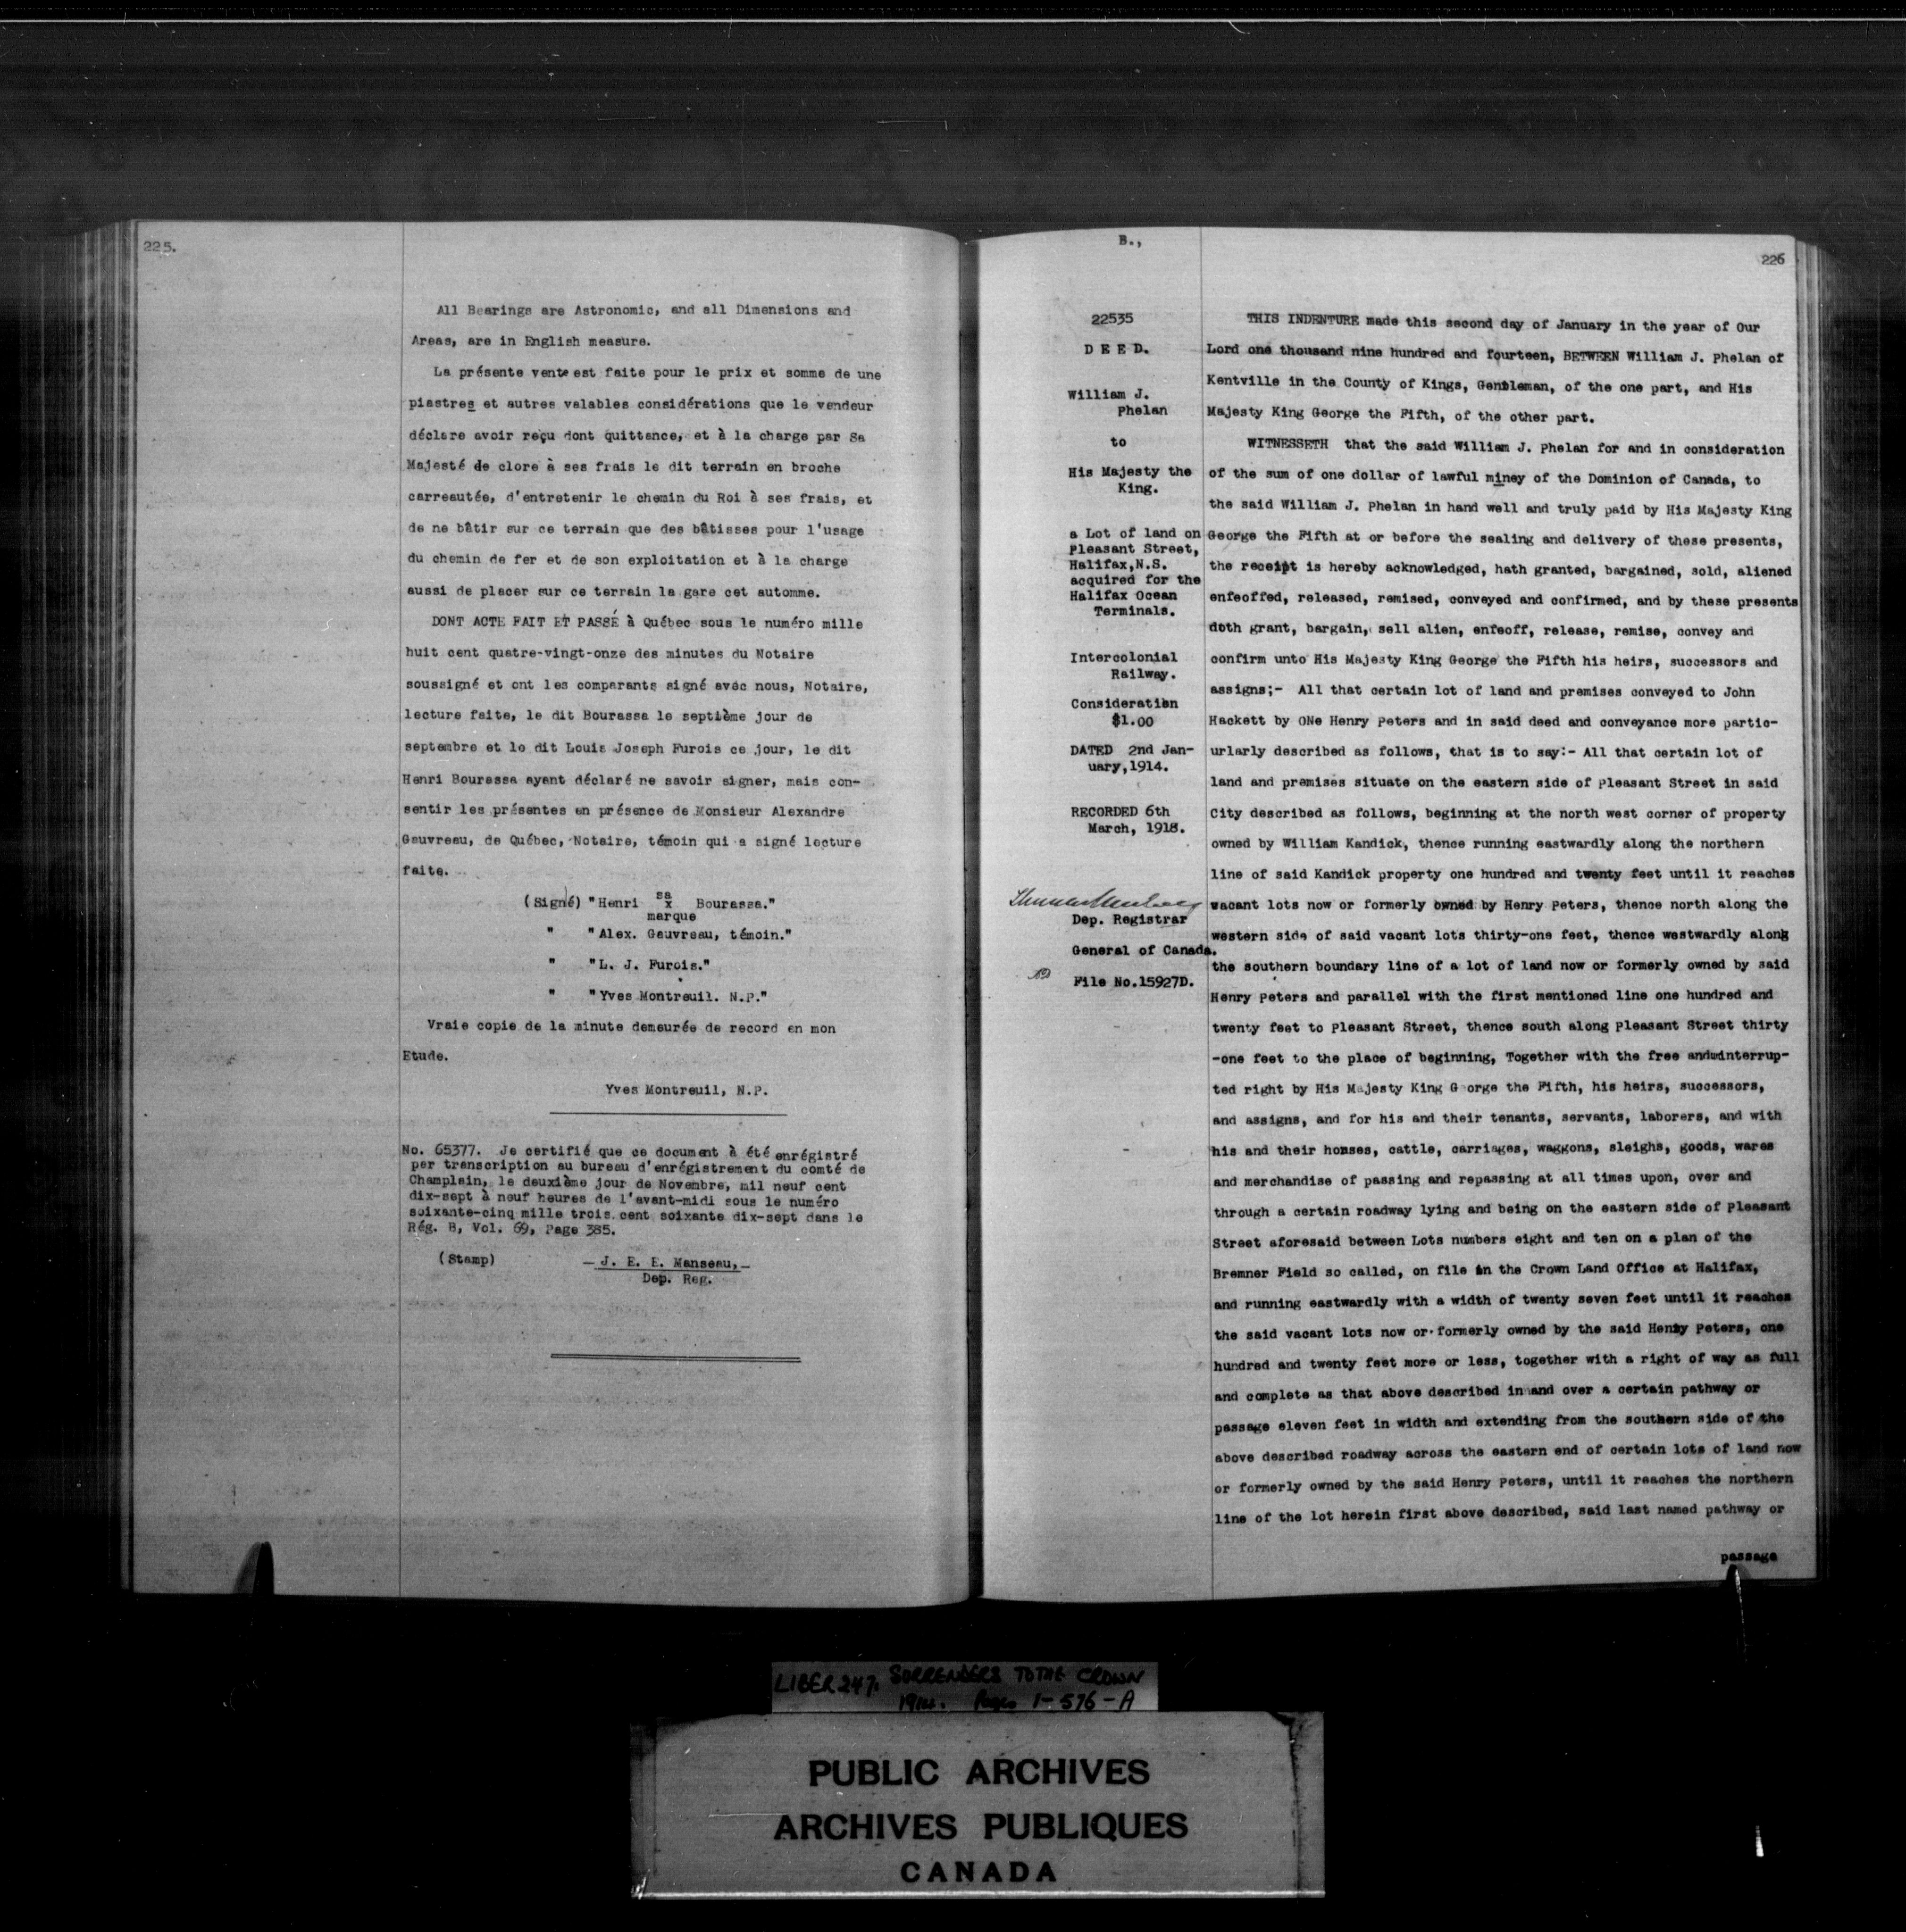 225.
All Bearings are Astronomic, and all Dimensions and
Areas, are in English measure.
La présente vente est faite pour le prix et somme de une
piastres et autres valables considérations que le vendeur
déclare avoir reçu dont quittance, et à la charge par Sa
Majesté de clore à ses frais le dit terrain en broche
carreautée, d'entretenir le chemin du Roi à ses frais, et
de ne bâtir sur ce terrain que des bâtisses pour l'usage
du chemin de fer et de son exploitation et à la charge
aussi de placer sur ce terrain la gare cet automme.
DONT ACTE FAIT ET PASSÉ à Québec sous le numéro mille
huit cent quatre-vingt-onze des minutes du Notaire
soussigné et ont les comparants signé avec nous, Notaire,
lecture faite, le dit Bourassa le septième jour de
septembre et le dit Louis Joseph Furois ce jour, le dit
Henri Bourassa ayant déclaré ne savoir signer, mais con-
sentir les présentes en présence de Monsieur Alexandre
Gauvreau, de Québec, Notaire, témoin qui a signé lecture
faite.
(Signé) "Henri sa x Bourassa."
marque
" "Alex. Gauvreau, témoin."
" "L. J. Furois."
" "Yves Montreuil. N.P."
Vraie copie de la minute demeurée de record en mon
Etude.
Yves Montreuil, N.P.
No. 65377. Je certifié que ce document à été enrégistré
par transcription au bureau d'enrégistrement du comté de
Champlain, le deuxième jour de Novembre, mil neuf cent
dix-sept à neuf heures de l'avant-midi sous le numéro
soixante-cinq mille trois cent soixante dix-sept dans le
Rég. B, Vol. 69, Page 385.
(Stamp) — J. E. E. Manseau,—
Dep. Reg.
B.,
226
22535
D E E D.
William J.
Phelan
to
His Majesty the
King.
a Lot of land on
Pleasant Street,
Halifax,N.S.
acquired for the
Halifax Ocean
Terminals.
Intercolonial
Railway.
Consideration
$1.00
DATED 2nd Jan-
uary,1914.
RECORDED 6th
March, 1918.
Dep. Registrar
General of Canada.
File No.15927D.
THIS INDENTURE made this second day of January in the year of Our
Lord one thousand nine hundred and fourteen, BETWEEN William J. Phelan of
Kentville in the County of Kings, Gentleman, of the one part, and His
Majesty King George the Fifth, of the other part.
WITNESSETH that the said William J. Phelan for and in consideration
of the sum of one dollar of lawful miney of the Dominion of Canada, to
the said William J. Phelan in hand well and truly paid by His Majesty King
George the Fifth at or before the sealing and delivery of these presents,
the receipt is hereby acknowledged, hath granted, bargained, sold, aliened
enfeoffed, released, remised, conveyed and confirmed, and by these presents
doth grant, bargain, sell alien, enfeoff, release, remise, convey and
confirm unto His Majesty King George the Fifth his heirs, successors and
assigns;- All that certain lot of land and premises conveyed to John
Hackett by ONe Henry Peters and in said deed and conveyance more partic-
urlarly described as follows, that is to say:- All that certain lot of
land and premises situate on the eastern side of Pleasant Street in said
City described as follows, beginning at the north west corner of property
owned by William Kandick, thence running eastwardly along the northern
line of said Kandick property one hundred and twenty feet until it reaches
vacant lots now or formerly owned by Henry Peters, thence north along the
western side of said vacant lots thirty-one feet, thence westwardly along
the southern boundary line of a lot of land now or formerly owned by said
Henry Peters and parallel with the first mentioned line one hundred and
twenty feet to Pleasant Street, thence south along Pleasant Street thirty
-one feet to the place of beginning, Together with the free anduninterrup-
ted right by His Majesty King George the Fifth, his heirs, successors,
and assigns, and for his and their tenants, servants, laborers, and with
his and their horses, cattle, carriages, waggons, sleighs, goods, wares
and merchandise of passing and repassing at all times upon, over and
through a certain roadway lying and being on the eastern side of Pleasant
Street aforesaid between Lots numbers eight and ten on a plan of the
Bremner Field so called, on file in the Crown Land Office at Halifax,
and running eastwardly with a width of twenty seven feet until it reaches
the said vacant lots now or formerly owned by the said Henry Peters, one
hundred and twenty feet more or less, together with a right of way as full
and complete as that above described in and over a certain pathway or
passage eleven feet in width and extending from the southern side of the
above described roadway across the eastern end of certain lots of land now
or formerly owned by the said Henry Peters, until it reaches the northern
line of the lot herein first above described, said last named pathway or
passage
LIBER 247. SURRENDERS TO THE CROWN
1914. Pages 1-576-A
PUBLIC ARCHIVES
ARCHIVES PUBLIQUES
CANADA